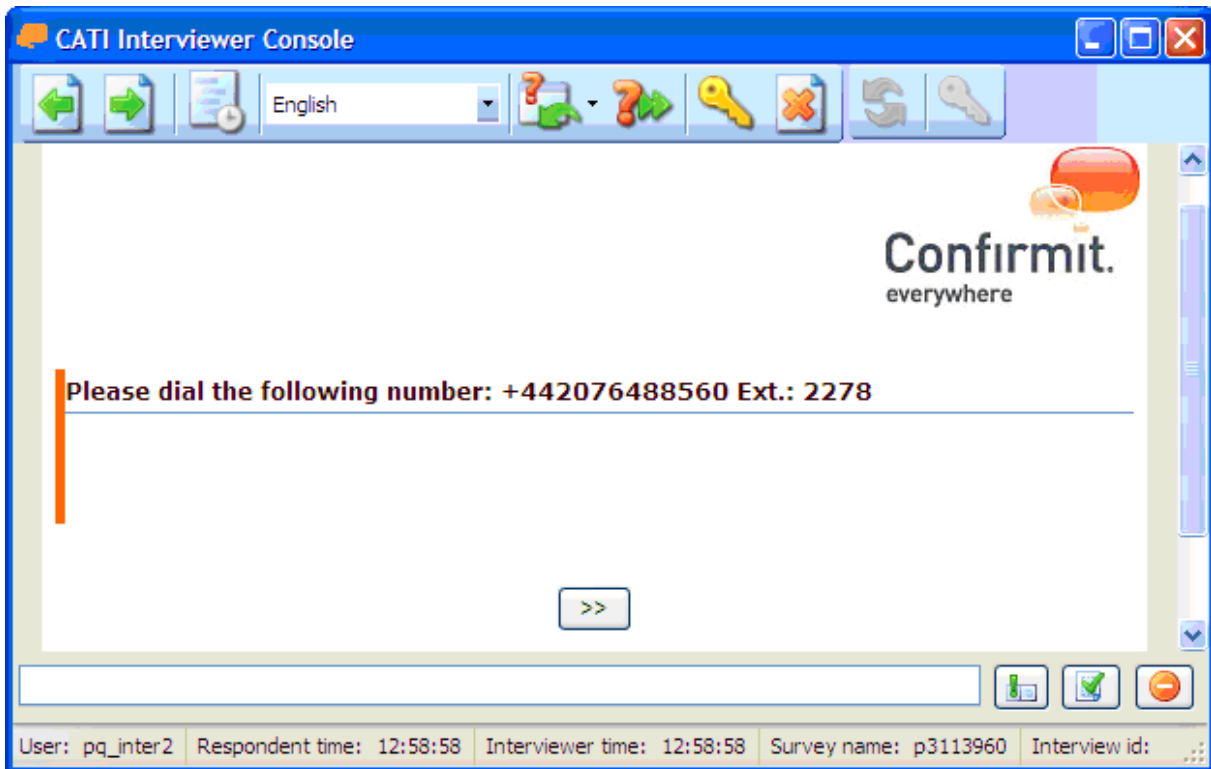 CATI Interviewer Console
English
Confirmit.
everywhere
Please dial the following number: +442076488560 Ext.: 2278
>>
User: pq_inter2 Respondent time: 12:58:58 Interviewer time: 12:58:58 Survey name: p3113960 Interview id: